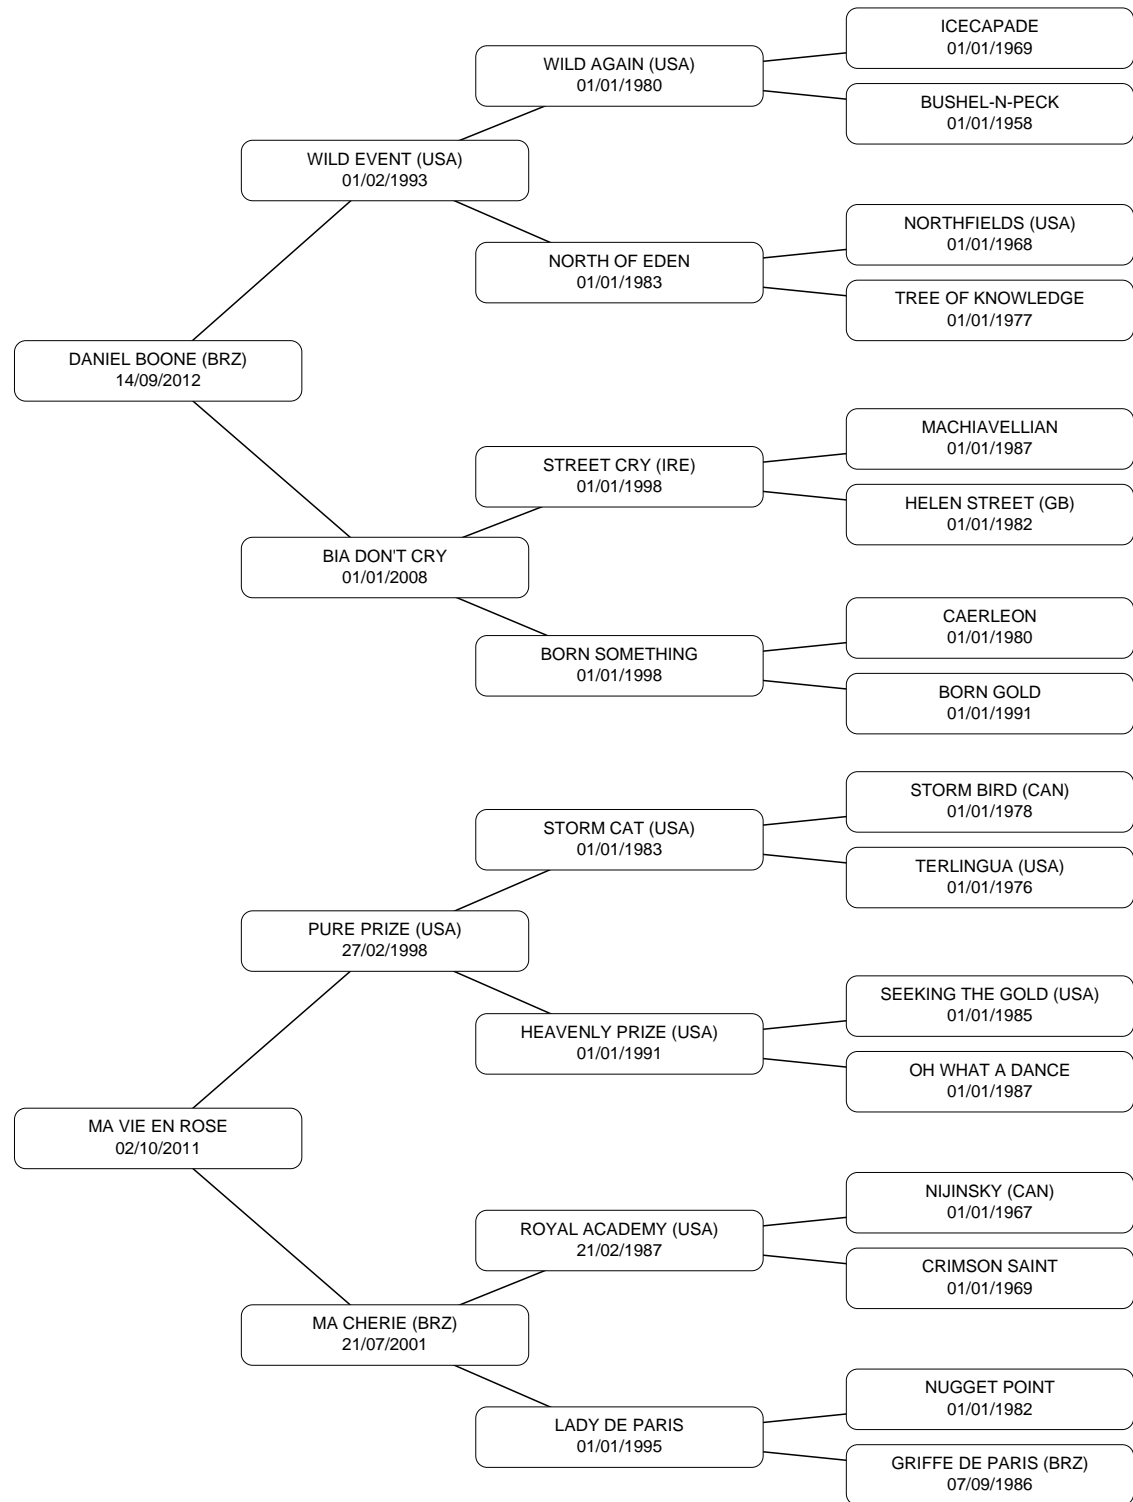 ICECAPADE
01/01/1969
WILD AGAIN (USA)
01/01/1980
BUSHEL-N-PECK
01/01/1958
WILD EVENT (USA)
01/02/1993
NORTHFIELDS (USA)
01/01/1968
NORTH OF EDEN
01/01/1983
TREE OF KNOWLEDGE
01/01/1977
DANIEL BOONE (BRZ)
14/09/2012
MACHIAVELLIAN
01/01/1987
STREET CRY (IRE)
01/01/1998
HELEN STREET (GB)
01/01/1982
BIA DON'T CRY
01/01/2008
CAERLEON
01/01/1980
BORN SOMETHING
01/01/1998
BORN GOLD
01/01/1991
STORM BIRD (CAN)
01/01/1978
STORM CAT (USA)
01/01/1983
TERLINGUA (USA)
01/01/1976
PURE PRIZE (USA)
27/02/1998
SEEKING THE GOLD (USA)
01/01/1985
HEAVENLY PRIZE (USA)
01/01/1991
OH WHAT A DANCE
01/01/1987
MA VIE EN ROSE
02/10/2011
NIJINSKY (CAN)
01/01/1967
ROYAL ACADEMY (USA)
21/02/1987
CRIMSON SAINT
01/01/1969
MA CHERIE (BRZ)
21/07/2001
NUGGET POINT
01/01/1982
LADY DE PARIS
01/01/1995
GRIFFE DE PARIS (BRZ)
07/09/1986